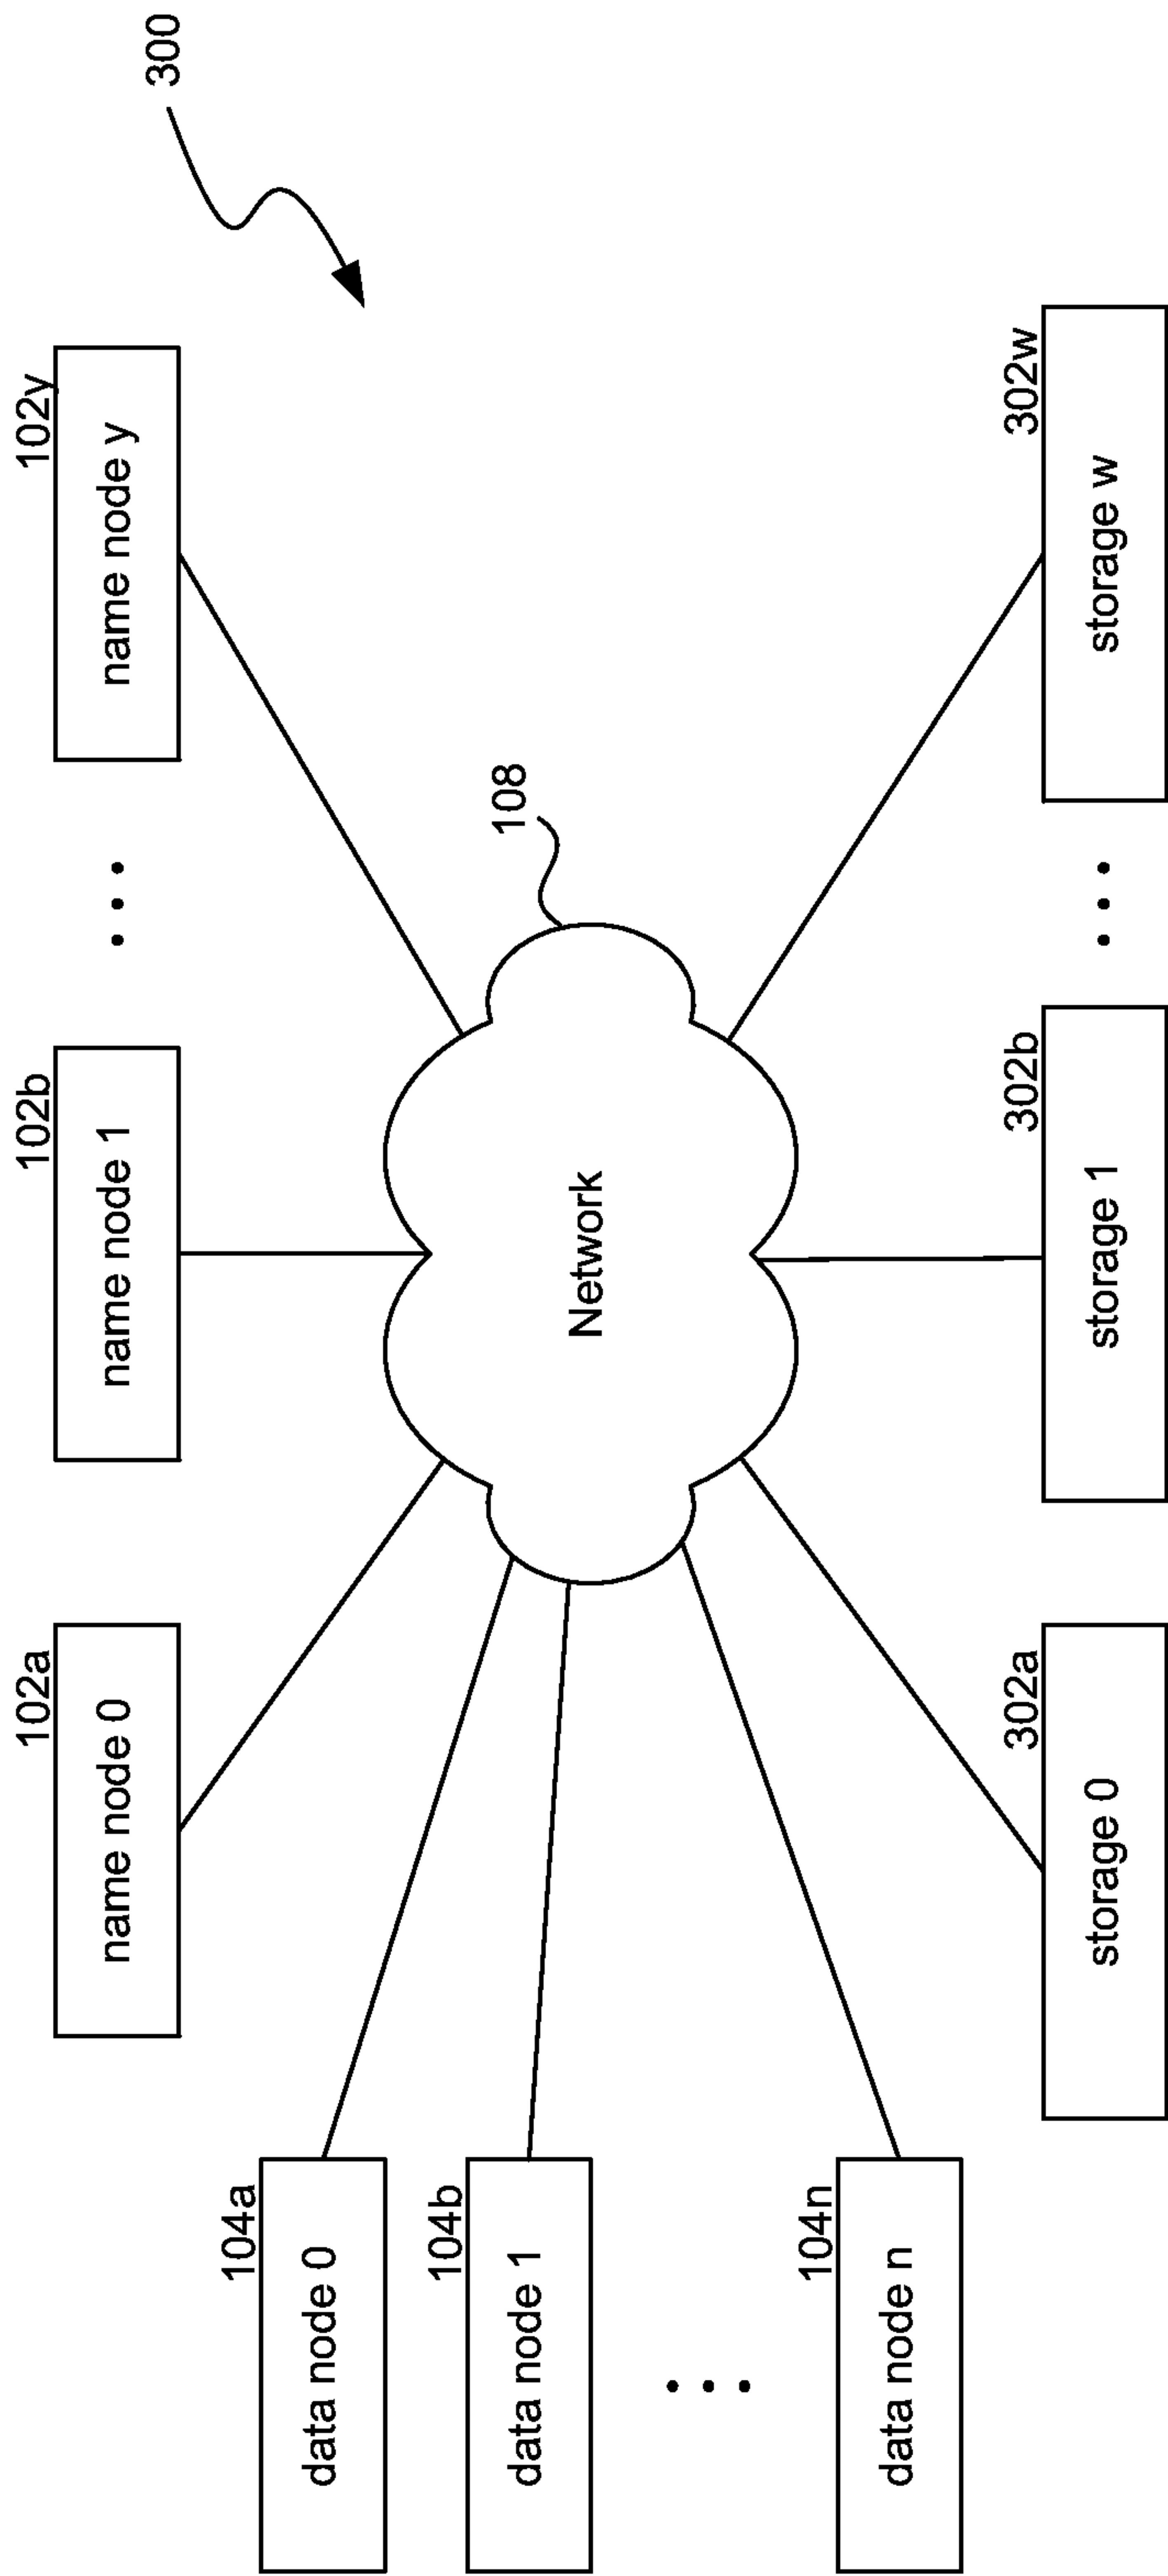 300
102a
name node 0
102b
name node 1
...
102y
name node y
104a
data node 0
104b
data node 1
...
104n
data node n
108
Network
302a
storage 0
302b
storage 1
...
302w
storage w